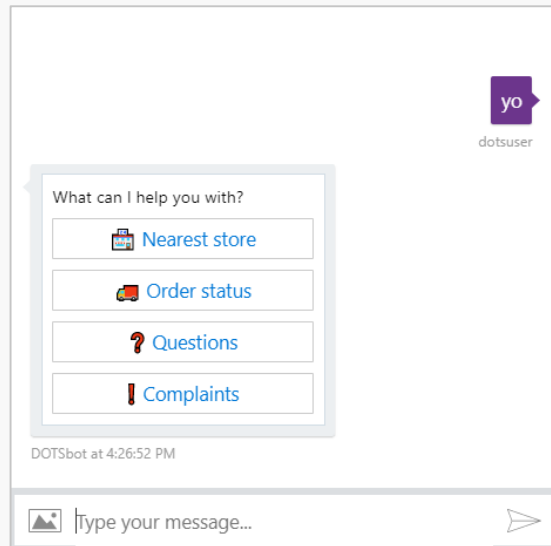 yo
dotsuser
What can I help you with?
Nearest store
Order status
❓ Questions
❗ Complaints
DOTSbot at 4:26:52 PM
Type your message...